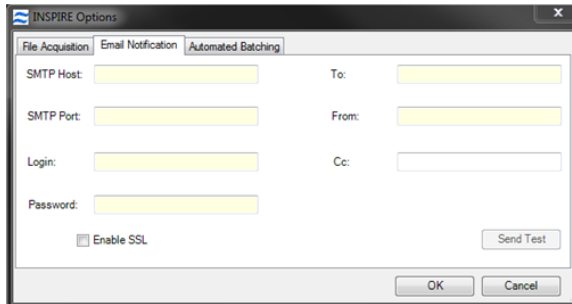 INSPIRE Options
File Acquisition Email Notification Automated Batching
SMTP Host: To:
SMTP Port: From:
Login: Cc:
Password:
Enable SSL Send Test
OK Cancel